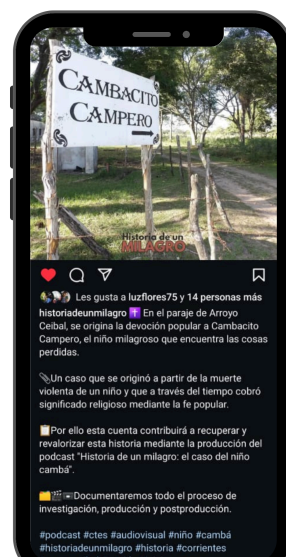 CAMBACITO
CAMPERO
Historia de un
MILAGRO
Les gusta a luzflores75 y 14 personas más
historiadeunmilagro ✝️ En el paraje de Arroyo
Ceibal, se origina la devoción popular a Cambacito
Campero, el niño milagroso que encuentra las cosas
perdidas.
📎Un caso que se originó a partir de la muerte
violenta de un niño y que a través del tiempo cobró
significado religioso mediante la fe popular.
📋Por ello esta cuenta contribuirá a recuperar y
revalorizar esta historia mediante la producción del
podcast "Historia de un milagro: el caso del niño
cambá".
📁🎬📼Documentaremos todo el proceso de
investigación, producción y postproducción.
#podcast #ctes #audiovisual #niño #cambá
#historiadeunmilagro #historia #corrientes